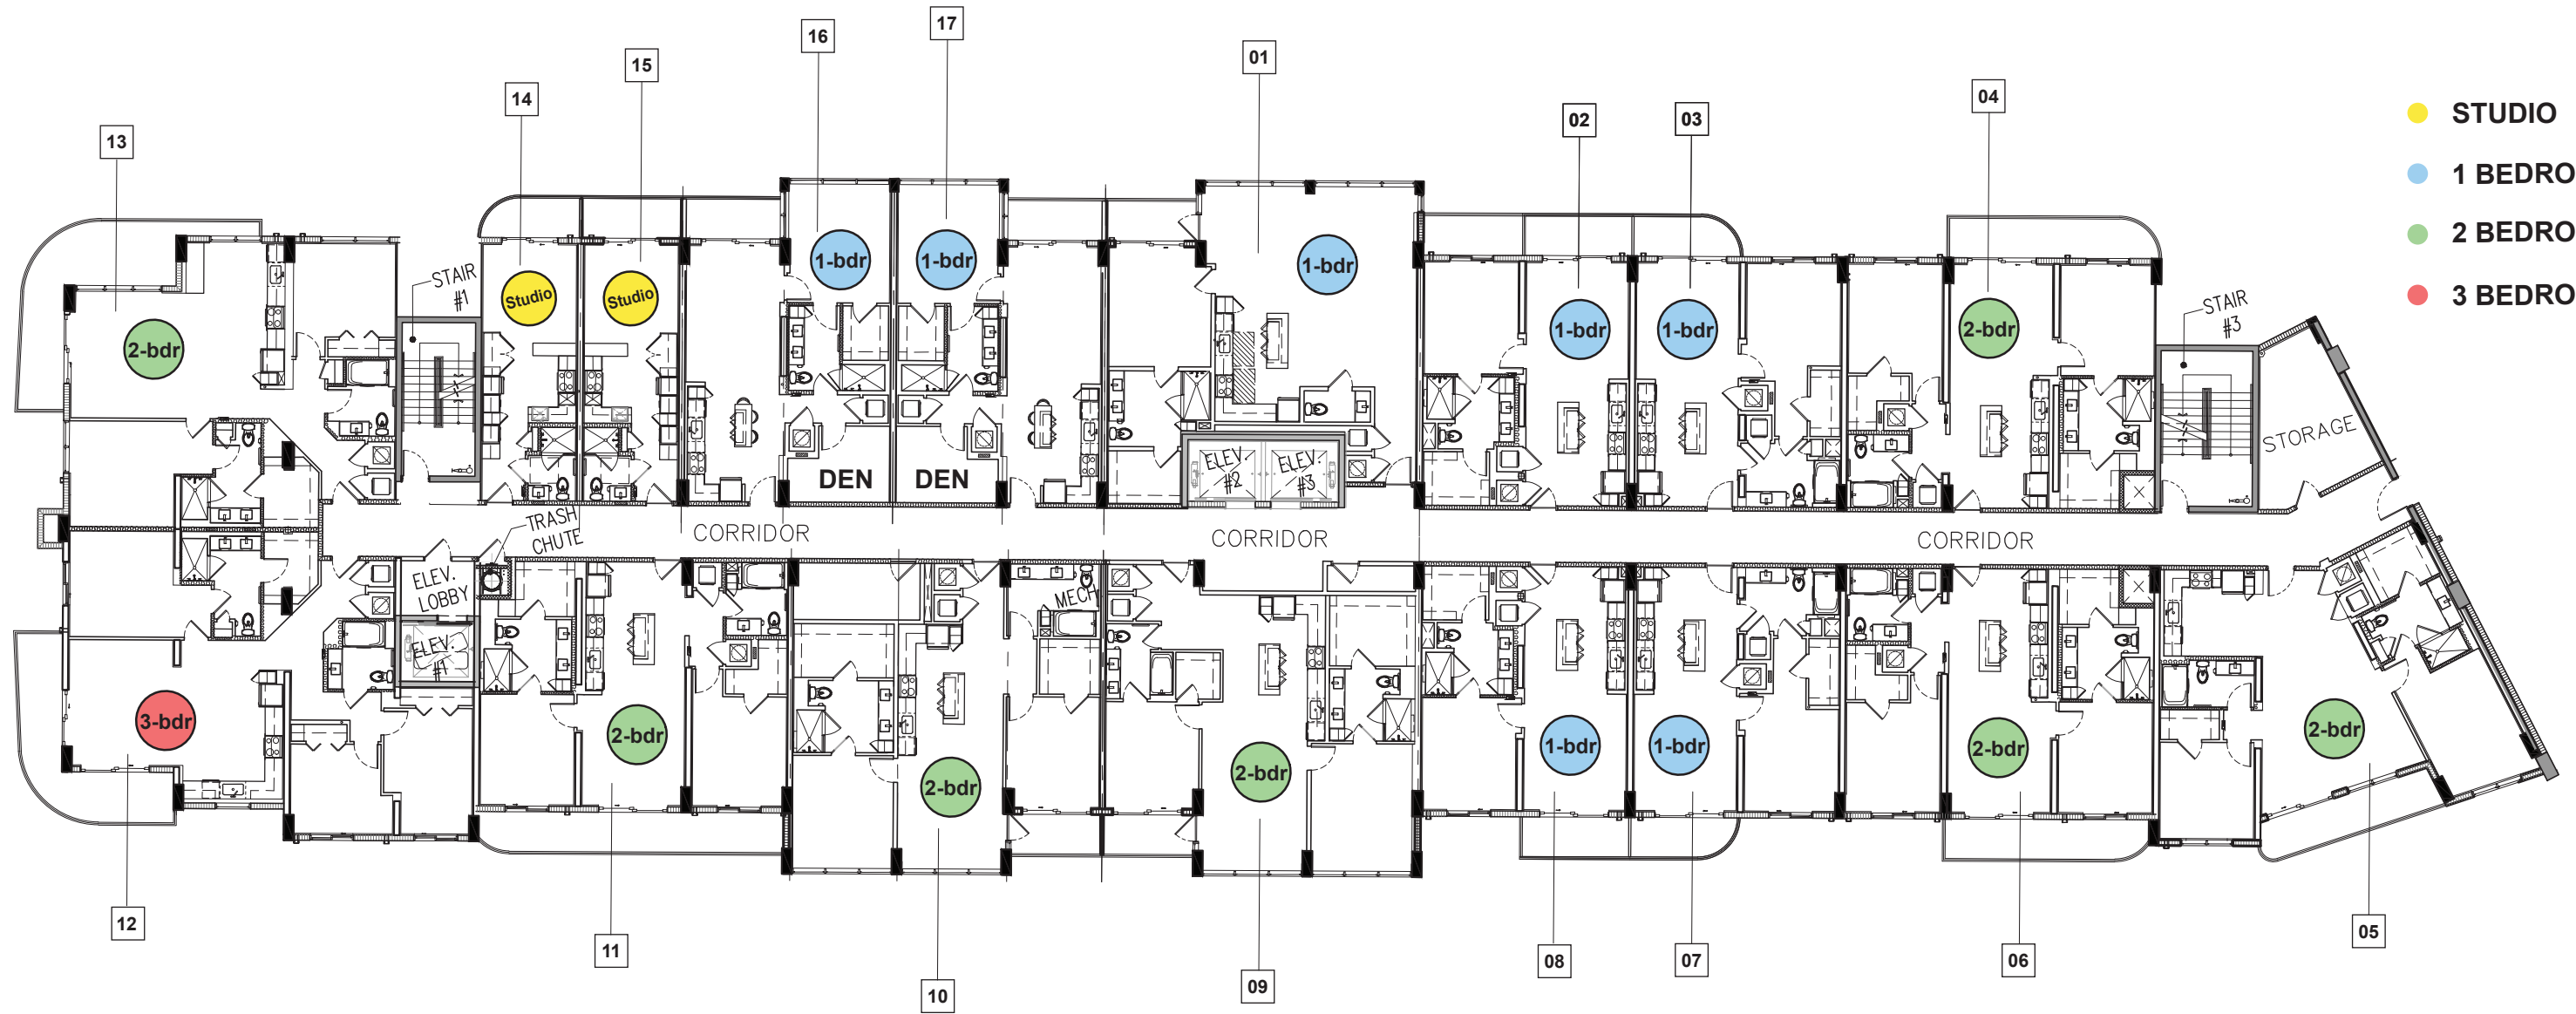 17
16
01
15
04
14
02
03
13
STUDIO
1 BEDRO
2 BEDRO
3 BEDRO
STAIR
#1
STAIR
#3
1-bdr
1-bdr
1-bdr
Studio
Studio
1-bdr
1-bdr
2-bdr
2-bdr
STORAGE
ELEV.
#2
ELEV.
#3
DEN
DEN
TRASH
CHUTE
CORRIDOR
CORRIDOR
CORRIDOR
ELEV.
LOBBY
MECH
ELEV.
#1
3-bdr
2-bdr
2-bdr
2-bdr
1-bdr
1-bdr
2-bdr
2-bdr
12
11
10
09
08
07
06
05